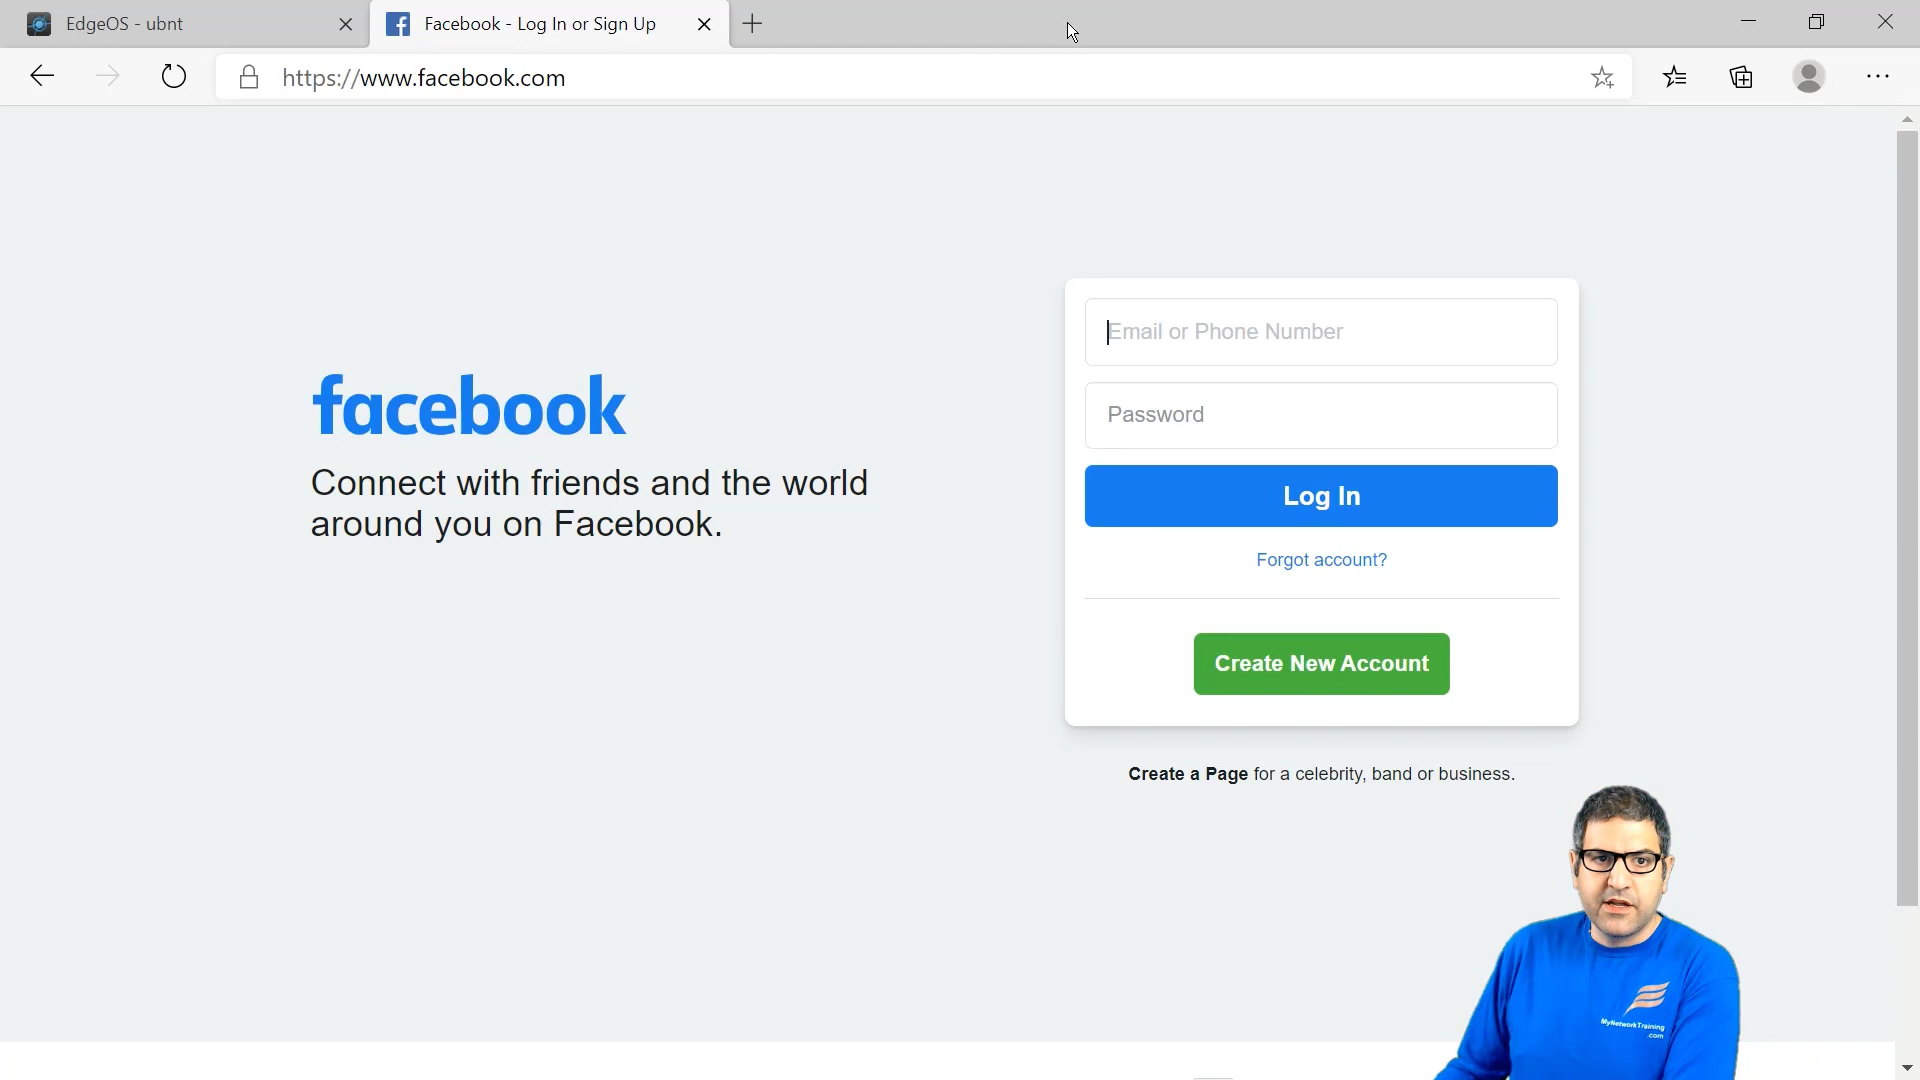 EdgeOS - ubnt
Facebook - Log In or Sign Up
https://www.facebook.com
facebook
Connect with friends and the world
around you on Facebook.
Email or Phone Number
Password
Log In
Forgot account?
Create New Account
Create a Page for a celebrity, band or business.
MyNetworkTraining
.com